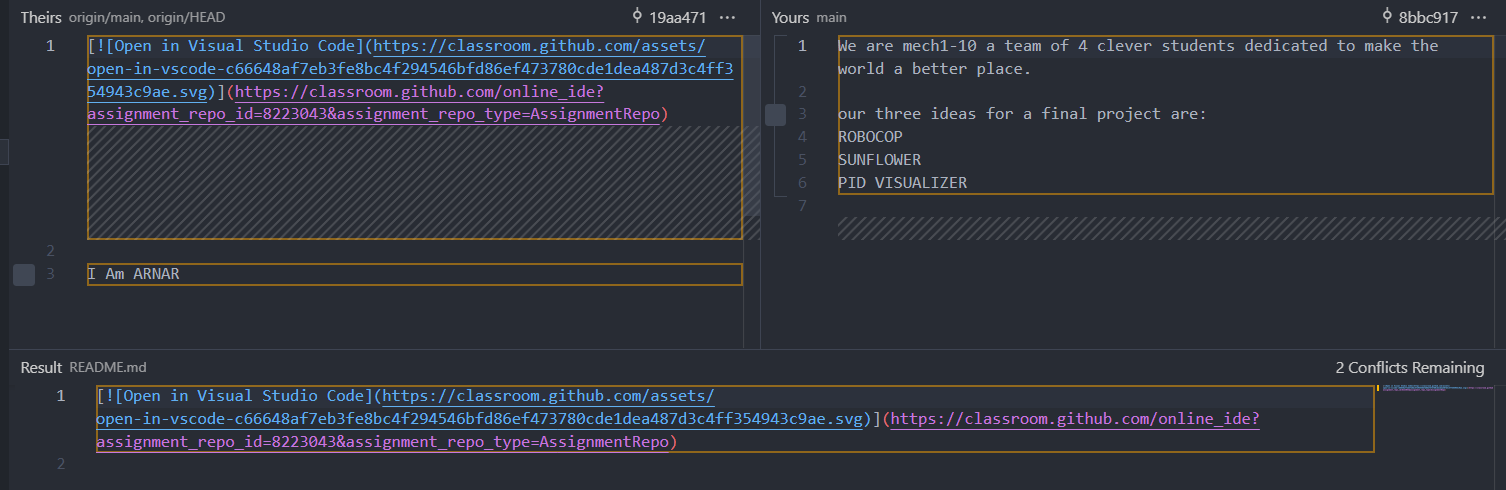 Theirs origin/main, origin/HEAD 19aa471 ···
1 [![Open in Visual Studio Code](https://classroom.github.com/assets/
open-in-vscode-c66648af7eb3fe8bc4f294546bfd86ef473780cde1dea487d3c4ff3
54943c9ae.svg)](https://classroom.github.com/online_ide?
assignment_repo_id=8223043&assignment_repo_type=AssignmentRepo)
2
3 I Am ARNAR
Yours main 8bbc917 ···
1 We are mech1-10 a team of 4 clever students dedicated to make the
world a better place.
2
3 our three ideas for a final project are:
4 ROBOCOP
5 SUNFLOWER
6 PID VISUALIZER
7
Result README.md 2 Conflicts Remaining
1 [![Open in Visual Studio Code](https://classroom.github.com/assets/
open-in-vscode-c66648af7eb3fe8bc4f294546bfd86ef473780cde1dea487d3c4ff354943c9ae.svg)](https://classroom.github.com/online_ide?
assignment_repo_id=8223043&assignment_repo_type=AssignmentRepo)
2